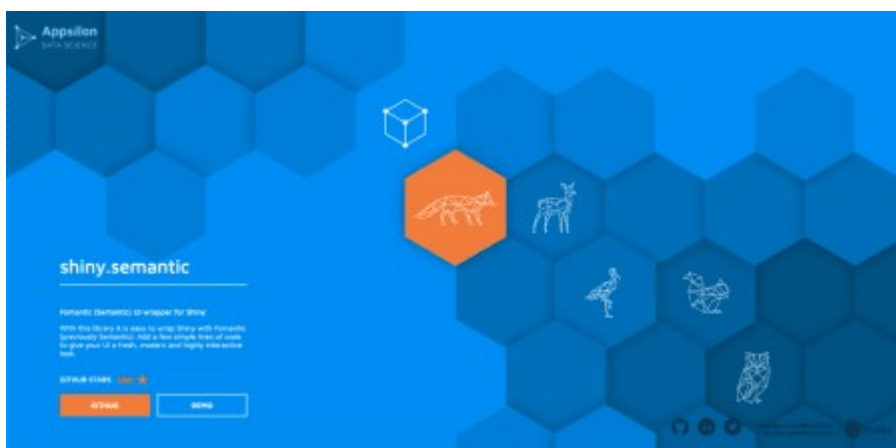 Appsilon
DATA SCIENCE
shiny.semantic
Fomantic (Semantic) UI wrapper for Shiny
With this library it is easy to wrap Shiny with Fomantic
(previously Semantic). Add a few simple lines of code
to give your UI a fresh, modern and highly interactive
look.
GITHUB STARS
GITHUB
DEMO